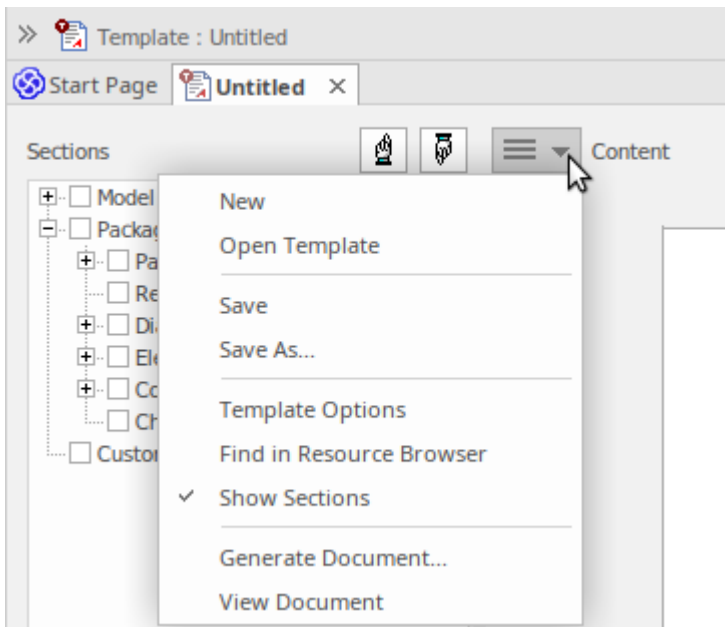 Template : Untitled
Start Page
Untitled
Sections
Content
Model
New
Open Template
Save
Save As...
Template Options
Find in Resource Browser
Show Sections
Generate Document...
View Document